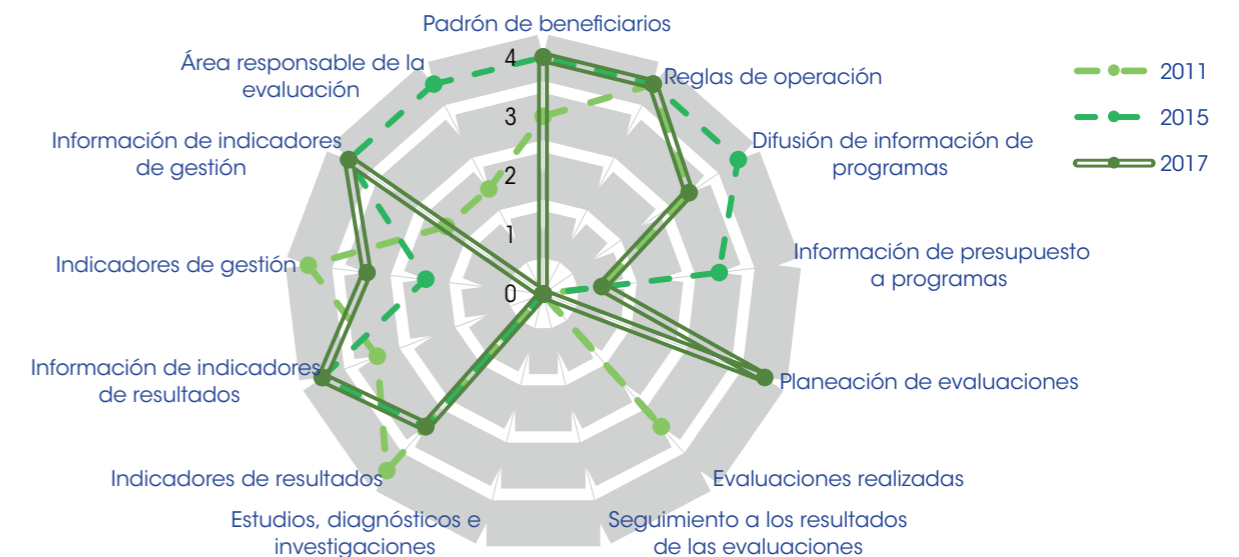 Padrón de beneficiarios
Reglas de operación
Difusión de información de
programas
Información de presupuesto
a programas
Planeación de evaluaciones
Evaluaciones realizadas
Seguimiento a los resultados
de las evaluaciones
Estudios, diagnósticos e
investigaciones
Indicadores de resultados
Información de indicadores
de resultados
Indicadores de gestión
Información de indicadores
de gestión
Área responsable de la
evaluación
4
3
2
1
0
2011
2015
2017